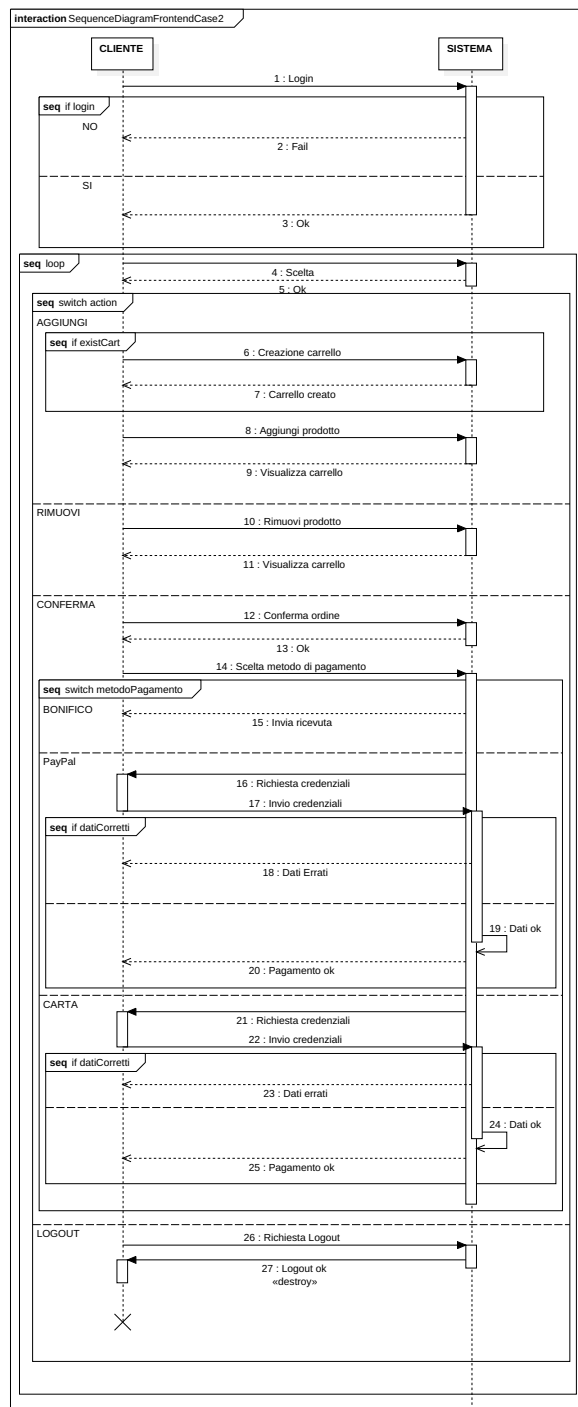 interaction SequenceDiagramFrontendCase2
CLIENTE
SISTEMA
1 : Login
seq if login
NO
2 : Fail
SI
3 : Ok
seq loop
4 : Scelta
5 : Ok
seq switch action
AGGIUNGI
seq if existCart
6 : Creazione carrello
7 : Carrello creato
8 : Aggiungi prodotto
9 : Visualizza carrello
RIMUOVI
10 : Rimuovi prodotto
11 : Visualizza carrello
CONFERMA
12 : Conferma ordine
13 : Ok
14 : Scelta metodo di pagamento
seq switch metodoPagamento
BONIFICO
15 : Invia ricevuta
PayPal
16 : Richiesta credenziali
17 : Invio credenziali
seq if datiCorretti
18 : Dati Errati
19 : Dati ok
20 : Pagamento ok
CARTA
21 : Richiesta credenziali
22 : Invio credenziali
seq if datiCorretti
23 : Dati errati
24 : Dati ok
25 : Pagamento ok
LOGOUT
26 : Richiesta Logout
27 : Logout ok
«destroy»